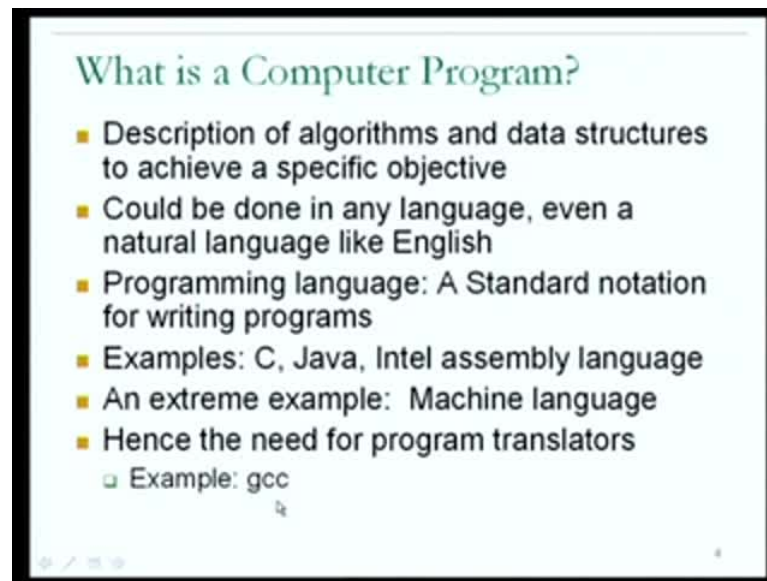 What is a Computer Program?
Description of algorithms and data structures
to achieve a specific objective
Could be done in any language, even a
natural language like English
Programming language: A Standard notation
for writing programs
Examples: C, Java, Intel assembly language
An extreme example: Machine language
Hence the need for program translators
Example: gcc
4